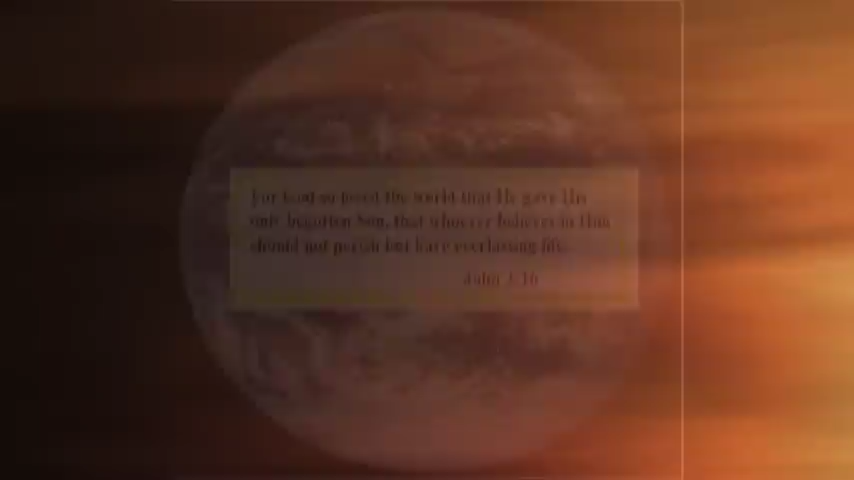 For God so loved the world that He gave His
only begotten Son, that whoever believes in Him
should not perish but have everlasting life.
John 3:16